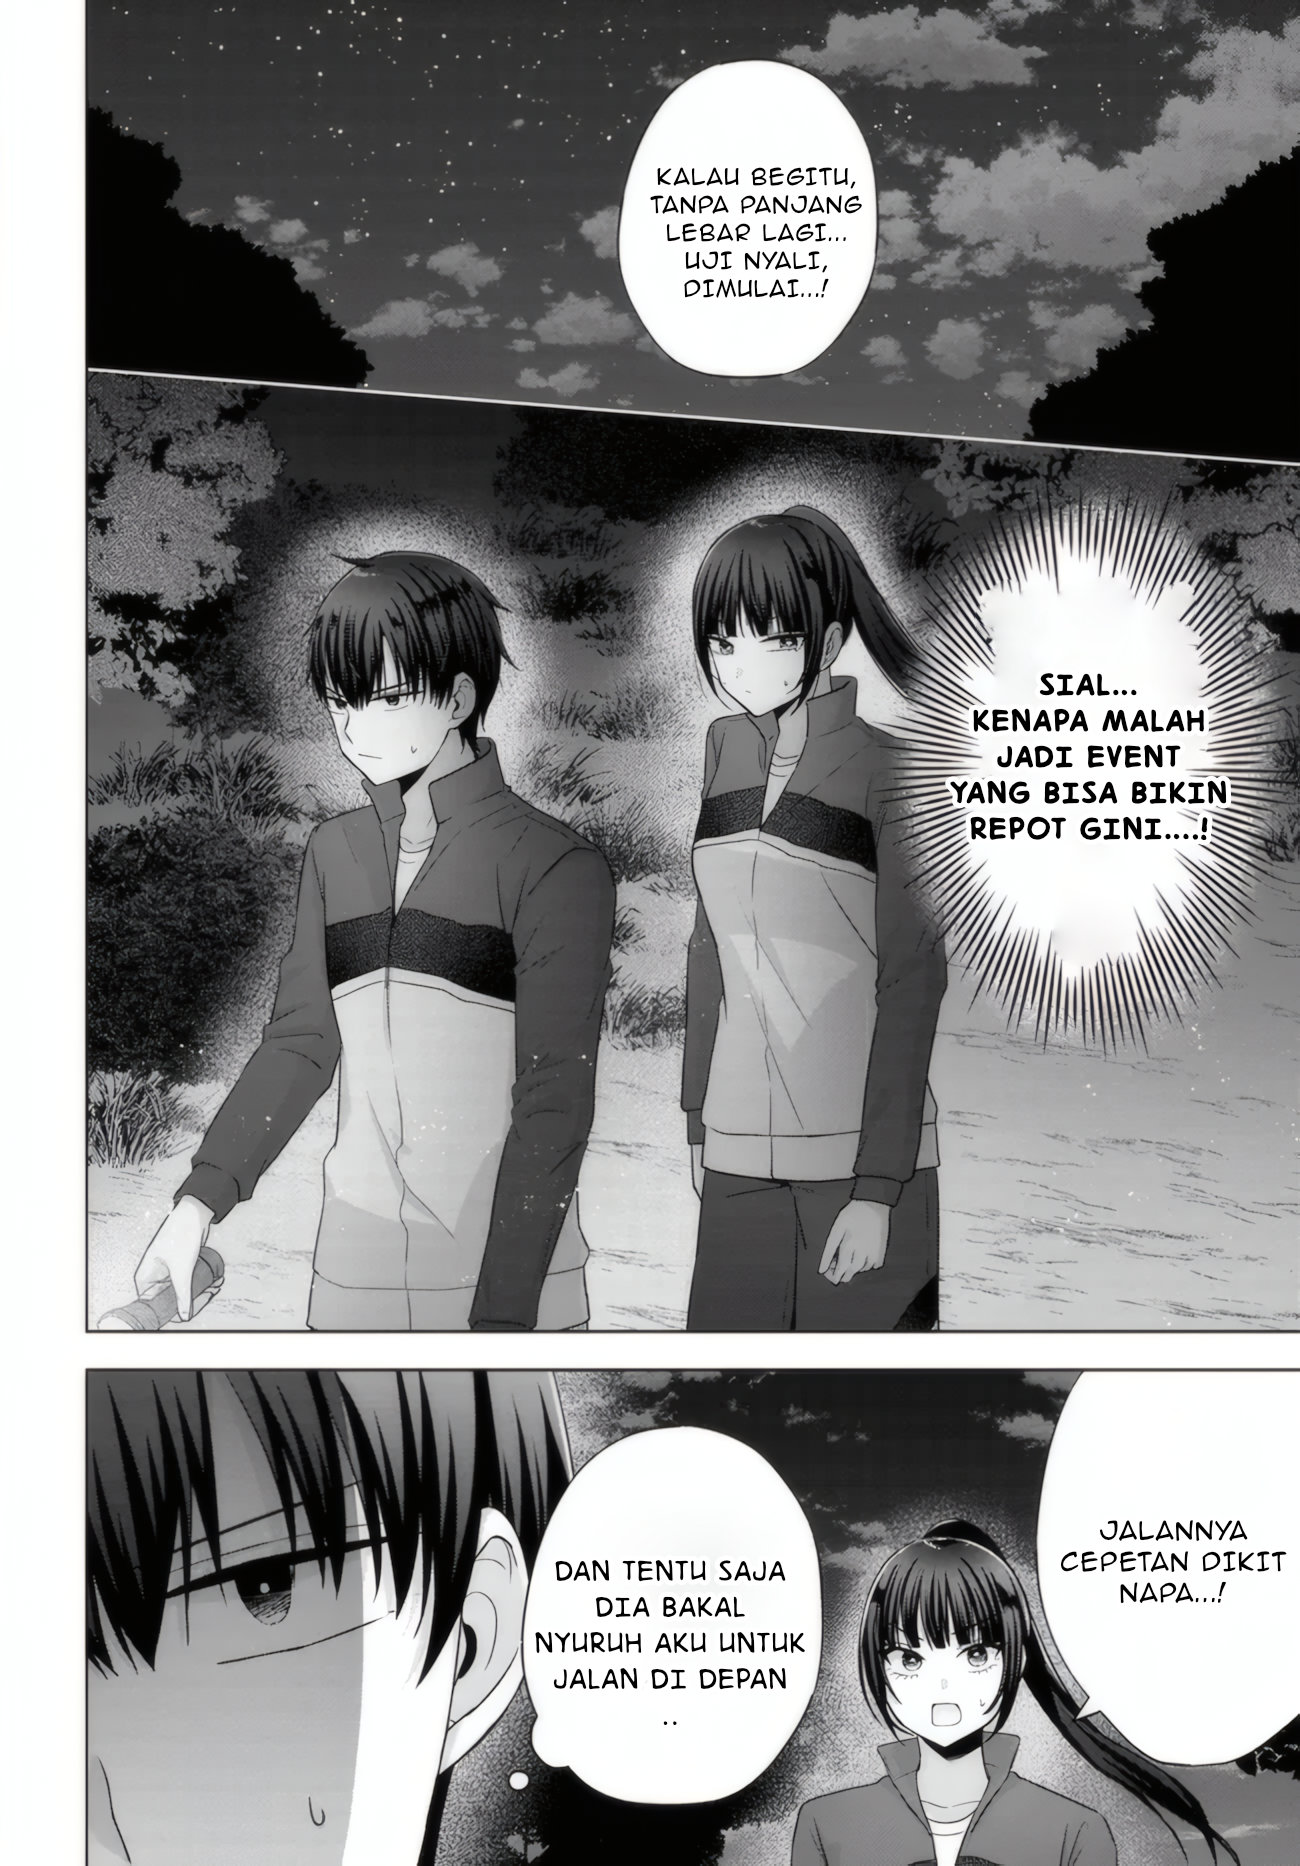 KALAU BEGITU,
TANPA PANJANG
LEBAR LAGI...
UJI NYALI,
DIMULAI...!
SIAL...
KENAPA MALAH
JADI EVENT
YANG BISA BIKIN
REPOT GINI....!
JALANNYA
CEPETAN DIKIT
NAPA...!
DAN TENTU SAJA
DIA BAKAL
NYURUH AKU UNTUK
JALAN DI DEPAN
..